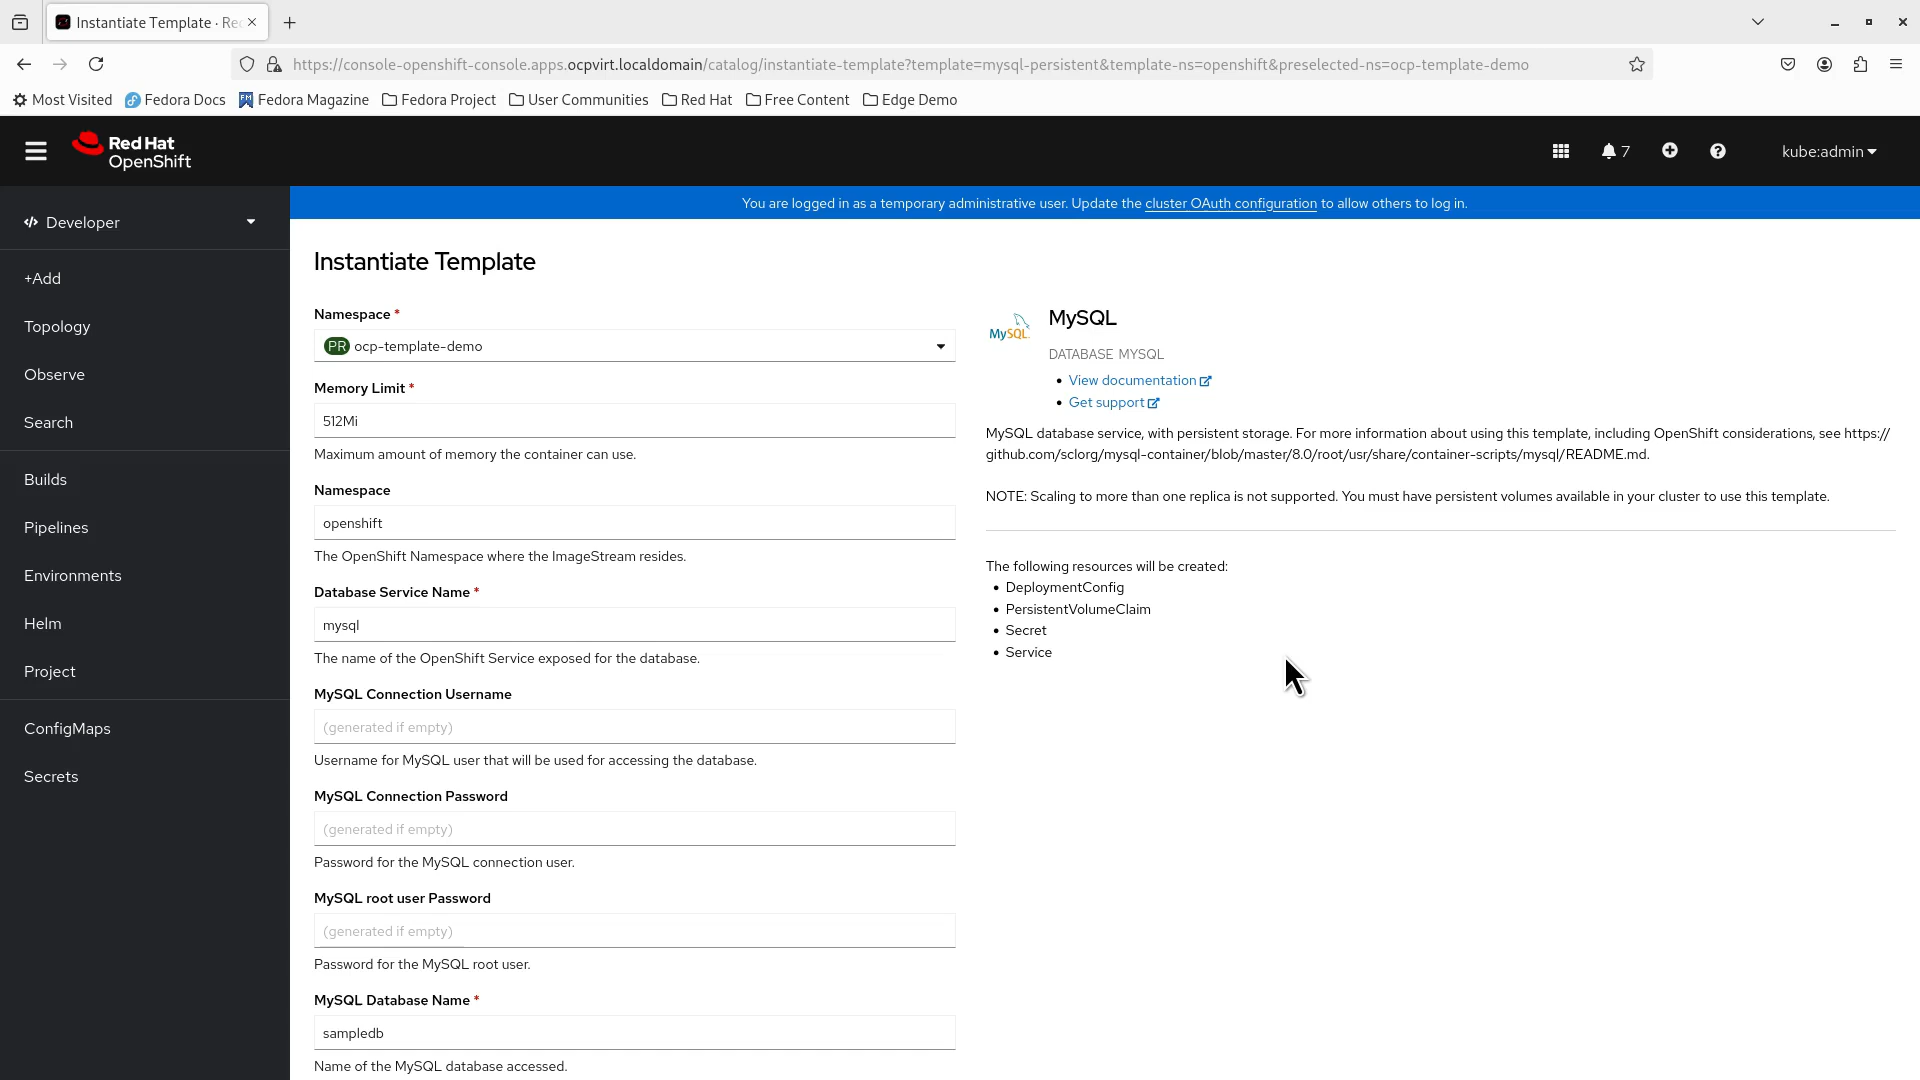 Instantiate Template · Re
https://console-openshift-console.apps.ocpvirt.localdomain/catalog/instantiate-template?template=mysql-persistent&template-ns=openshift&preselected-ns=ocp-template-demo
Most Visited Fedora Docs Fedora Magazine Fedora Project User Communities Red Hat Free Content Edge Demo
Red Hat
OpenShift
7
kube:admin
Developer
+Add
Topology
Observe
Search
Builds
Pipelines
Environments
Helm
Project
ConfigMaps
Secrets
You are logged in as a temporary administrative user. Update the cluster OAuth configuration to allow others to log in.
Instantiate Template
Namespace *
PR ocp-template-demo
Memory Limit *
512Mi
Maximum amount of memory the container can use.
Namespace
openshift
The OpenShift Namespace where the ImageStream resides.
Database Service Name *
mysql
The name of the OpenShift Service exposed for the database.
MySQL Connection Username
(generated if empty)
Username for MySQL user that will be used for accessing the database.
MySQL Connection Password
(generated if empty)
Password for the MySQL connection user.
MySQL root user Password
(generated if empty)
Password for the MySQL root user.
MySQL Database Name *
sampledb
Name of the MySQL database accessed.
MySQL
MySQL
DATABASE MYSQL
View documentation
Get support
MySQL database service, with persistent storage. For more information about using this template, including OpenShift considerations, see https://
github.com/sclorg/mysql-container/blob/master/8.0/root/usr/share/container-scripts/mysql/README.md.
NOTE: Scaling to more than one replica is not supported. You must have persistent volumes available in your cluster to use this template.
The following resources will be created:
DeploymentConfig
PersistentVolumeClaim
Secret
Service